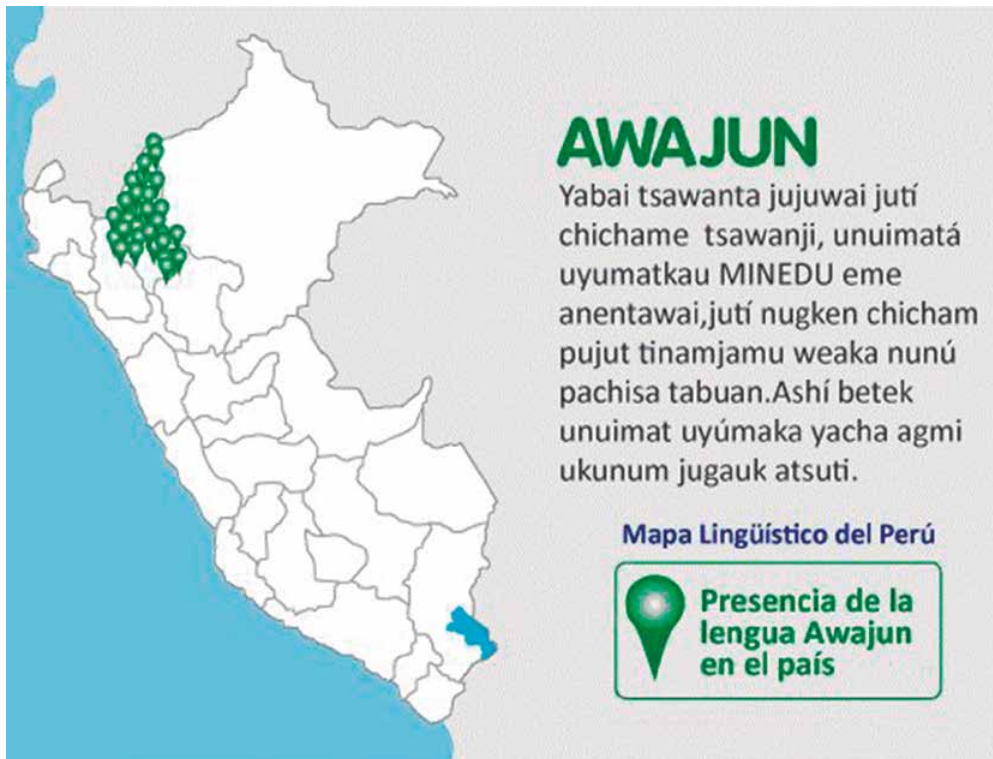 AWAJUN
Yabai tsawanta jujuwai jutí
chichame tsawanji, unuimatá
uyumatkau MINEDU eme
anentawai,jutí nugken chicham
pujut tinamjamu weaka nunú
pachisa tabuan.Ashí betek
unuimat uyúmaka yacha agmi
ukunum jugauk atsuti.
Mapa Lingüístico del Perú
Presencia de la
lengua Awajun
en el país